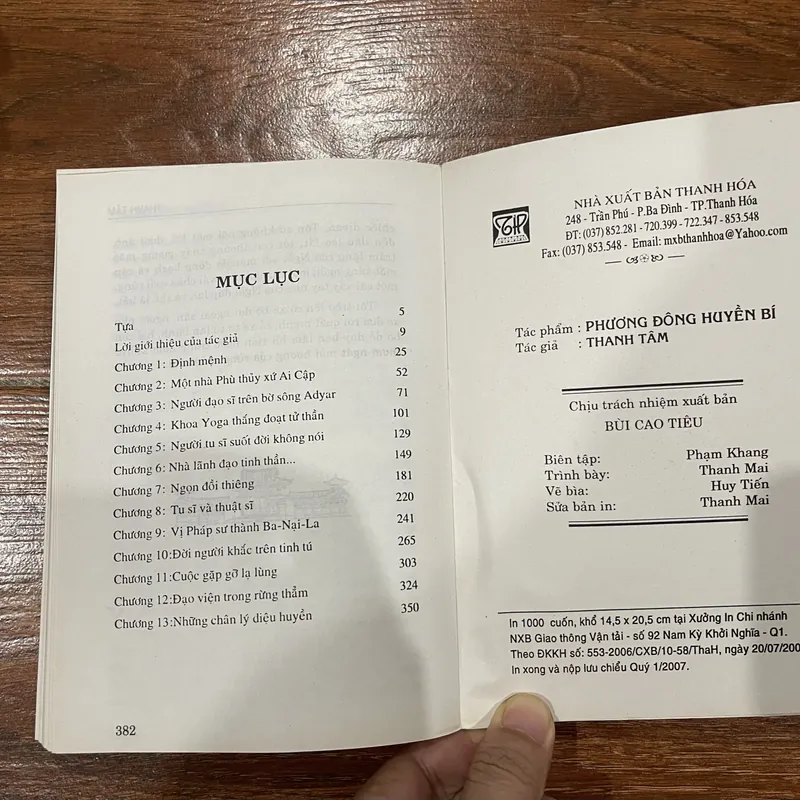 MỤC LỤC
Tựa 5
Lời giới thiệu của tác giả 9
Chương 1: Định mệnh 25
Chương 2: Một nhà Phù thủy xứ Ai Cập 52
Chương 3: Người đạo sĩ trên bờ sông Adyar 71
Chương 4: Khoa Yoga thắng đoạt tử thần 101
Chương 5: Người tu sĩ suốt đời không nói 129
Chương 6: Nhà lãnh đạo tinh thần... 149
Chương 7: Ngọn đồi thiêng 181
Chương 8: Tu sĩ và thuật sĩ 220
Chương 9: Vị Pháp sư thành Ba-Nại-La 241
Chương 10:Đời người khắc trên tinh tú 265
Chương 11:Cuộc gặp gỡ lạ lùng 303
Chương 12:Đạo viện trong rừng thẳm 324
Chương 13:Những chân lý diệu huyền 350
382
NHÀ XUẤT BẢN THANH HÓA
248 - Trần Phú - P.Ba Đình - TP.Thanh Hóa
ĐT: (037) 852.281 - 720.399 - 722.347 - 853.548
Fax: (037) 853.548 - Email: mxbthanhhoa@Yahoo.com
Tác phẩm : PHƯƠNG ĐÔNG HUYỀN BÍ
Tác giả : THANH TÂM
Chịu trách nhiệm xuất bản
BÙI CAO TIÊU
Biên tập: Phạm Khang
Trình bày: Thanh Mai
Vẽ bìa: Huy Tiến
Sửa bản in: Thanh Mai
In 1000 cuốn, khổ 14,5 x 20,5 cm tại Xưởng In Chi nhánh
NXB Giao thông Vận tải - số 92 Nam Kỳ Khởi Nghĩa - Q1.
Theo ĐKKH số: 553-2006/CXB/10-58/ThaH, ngày 20/07/200
In xong và nộp lưu chiểu Quý 1/2007.